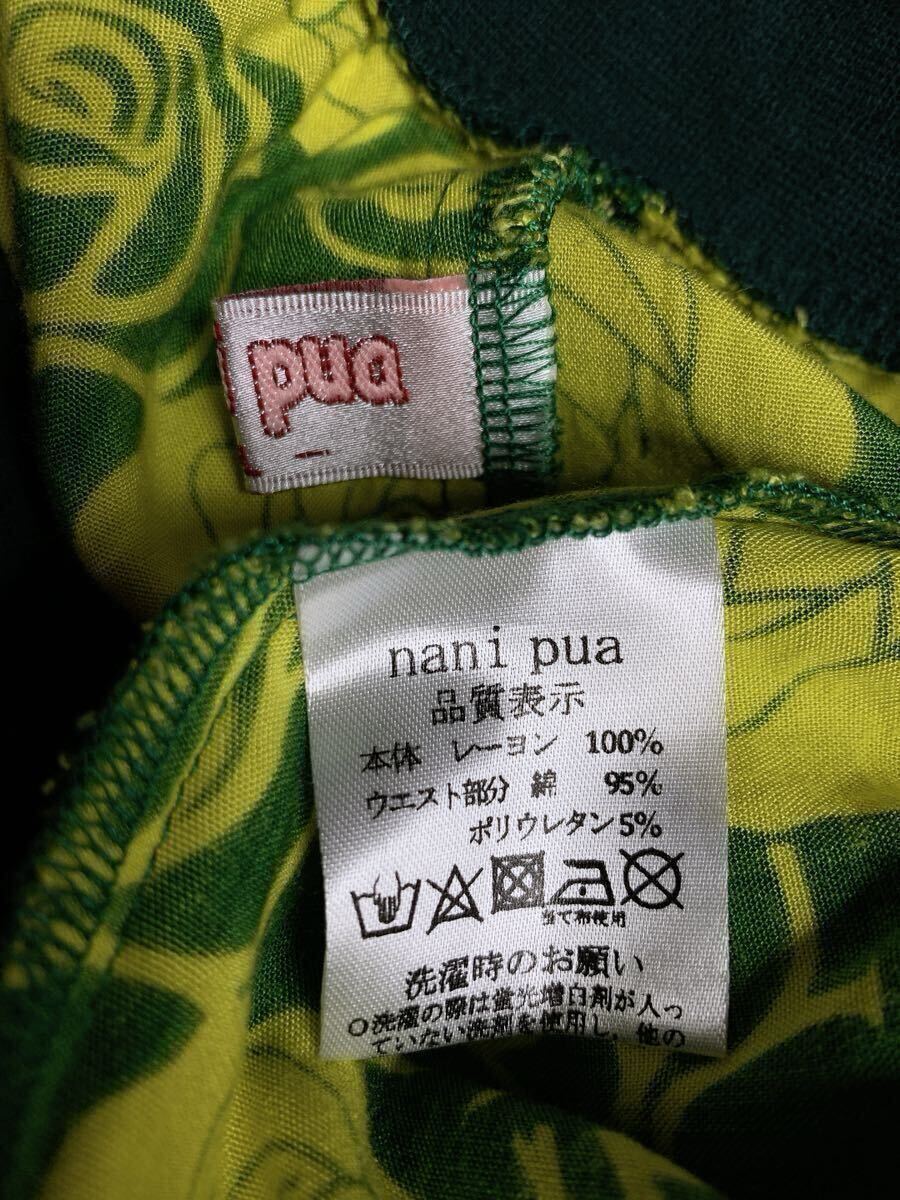 pua
nani pua
品質表示
本体 レーヨン 100%
ウエスト部分 綿 95%
ポリウレタン 5%
当て布使用
洗濯時のお願い
○洗濯の際は蛍光増白剤が入っ
ていない洗剤を使用し、他の